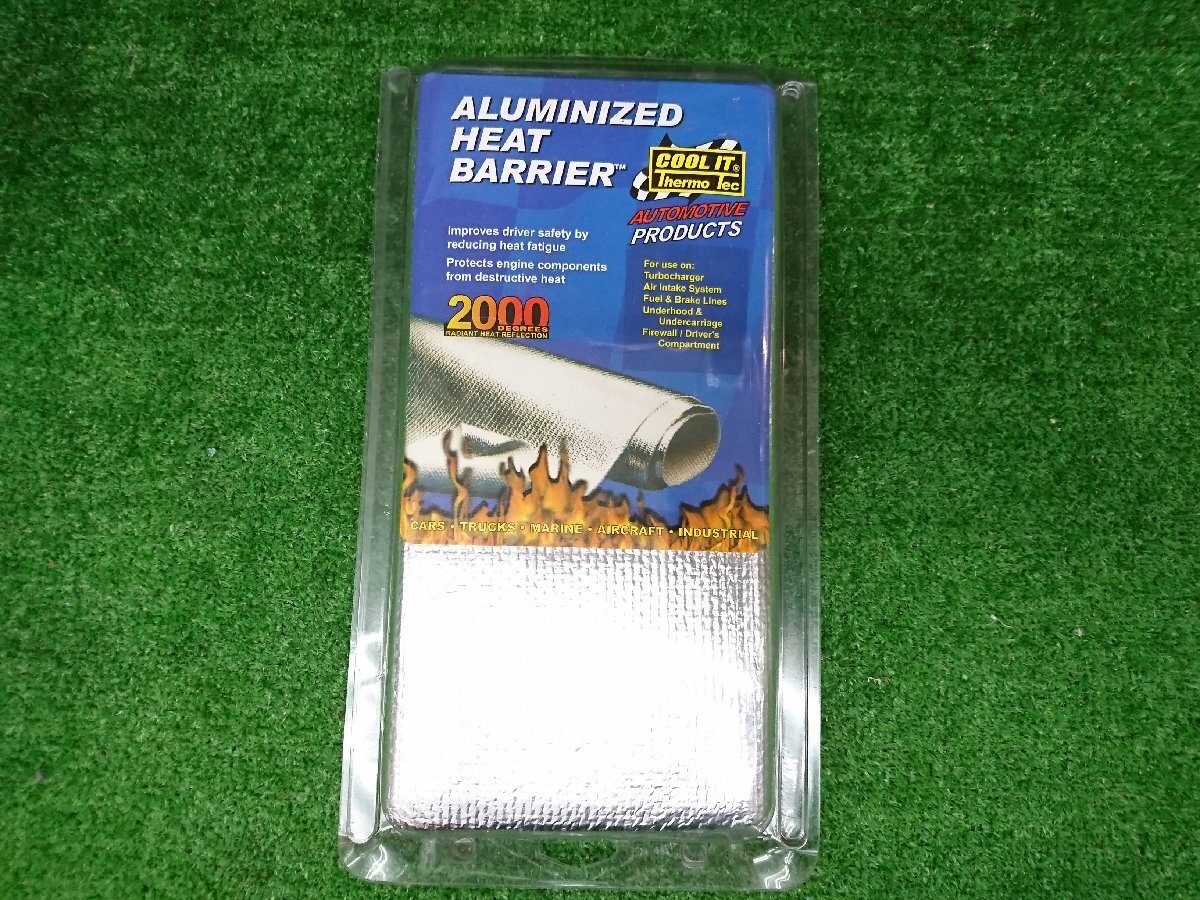 ALUMINIZED
HEAT
BARRIER™
COOL IT®
Thermo Tec
AUTOMOTIVE
PRODUCTS
Improves driver safety by
reducing heat fatigue
Protects engine components
from destructive heat
2000
DEGREES
RADIANT HEAT REFLECTION
For use on:
Turbocharger
Air Intake System
Fuel & Brake Lines
Underhood &
Undercarriage
Firewall / Driver's
Compartment
CARS • TRUCKS • MARINE • AIRCRAFT • INDUSTRIAL